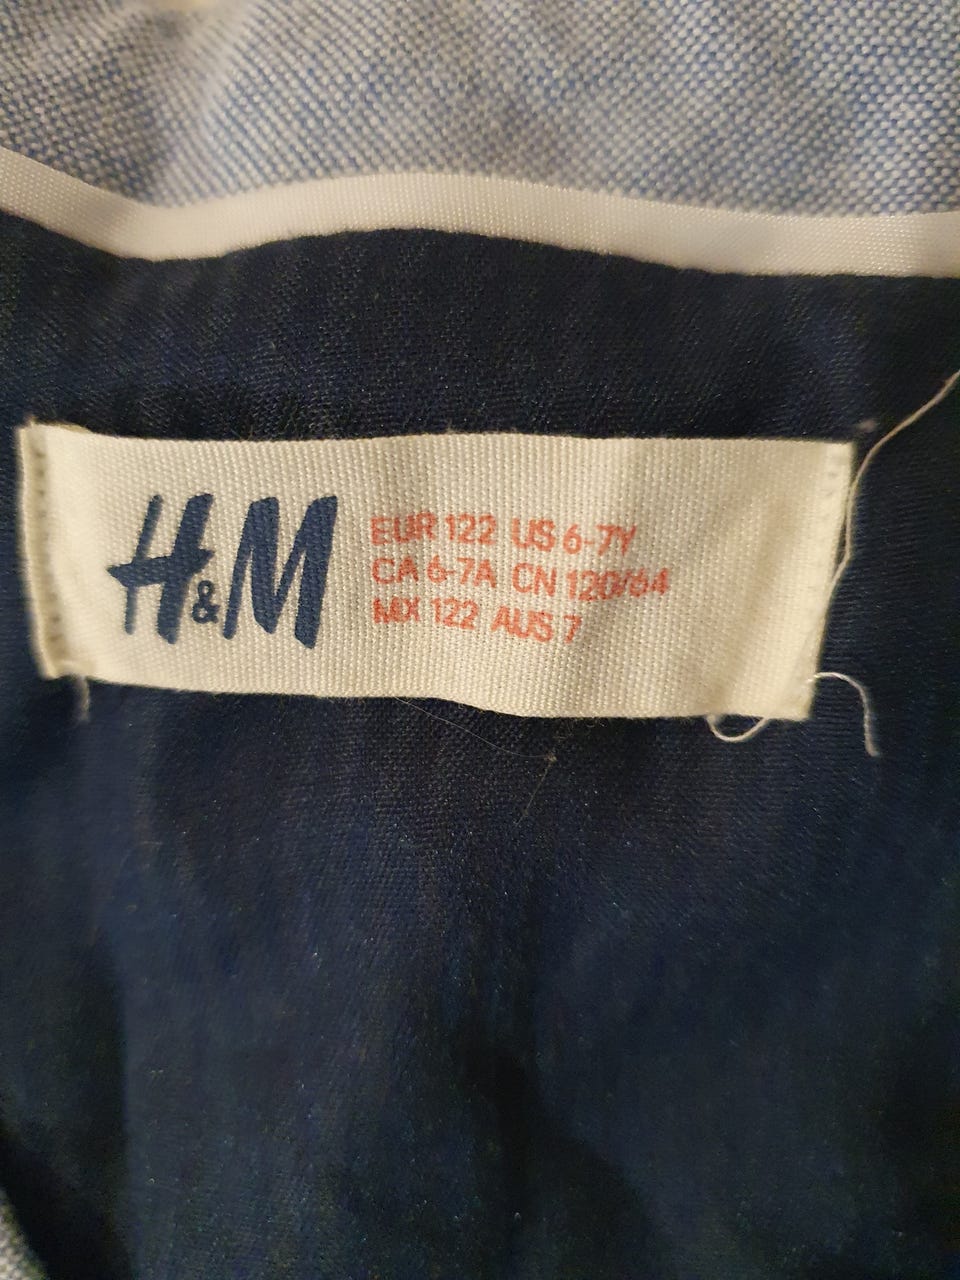 H&M
EUR 122 US 6-7Y
CA 6-7A CN 120/64
MX 122 AUS 7